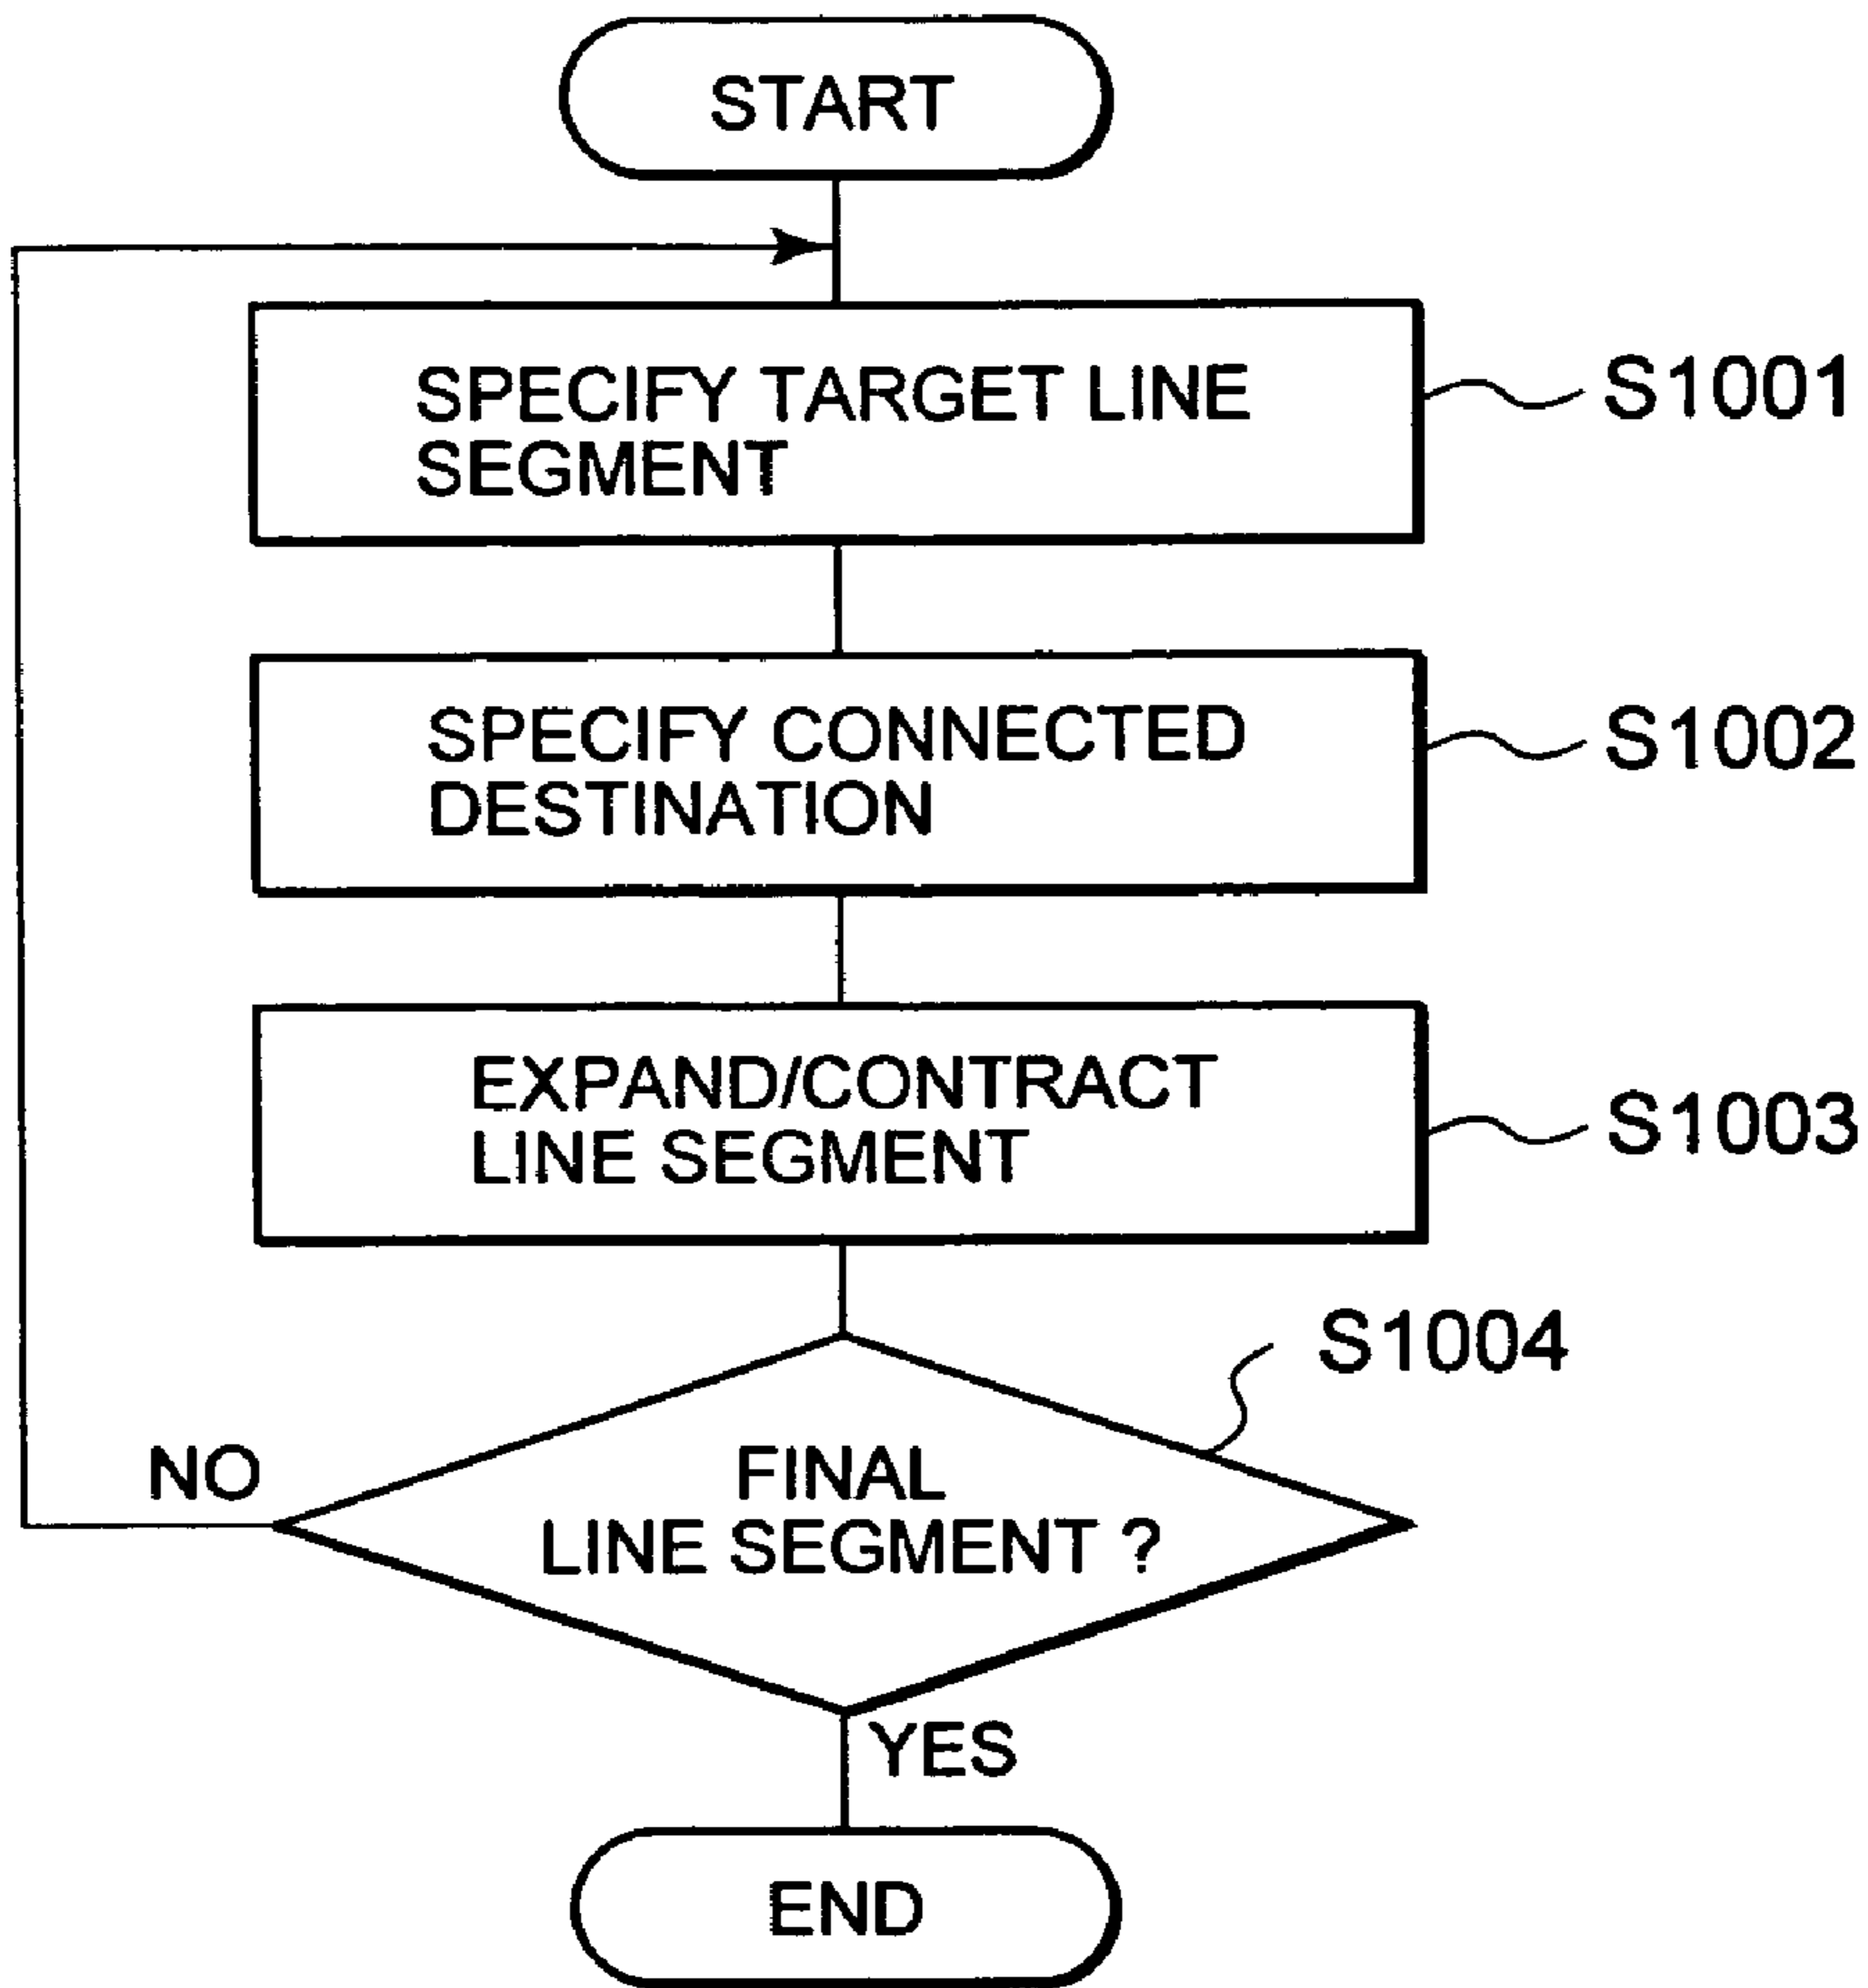 START
SPECIFY TARGET LINE
SEGMENT
S1001
SPECIFY CONNECTED
DESTINATION
S1002
EXPAND/CONTRACT
LINE SEGMENT
S1003
S1004
NO
FINAL
LINE SEGMENT ?
YES
END